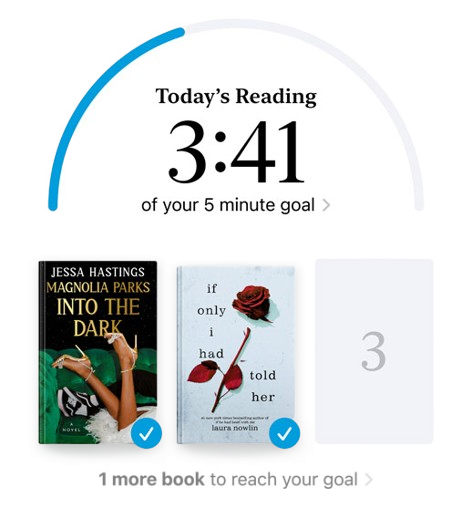 Today's Reading
3:41
of your 5 minute goal >
JESSA HASTINGS
MAGNOLIA PARKS
INTO THE
DARK
A
NOVEL
if
only
i
had
told
her
laura nowlin
3
1 more book to reach your goal >